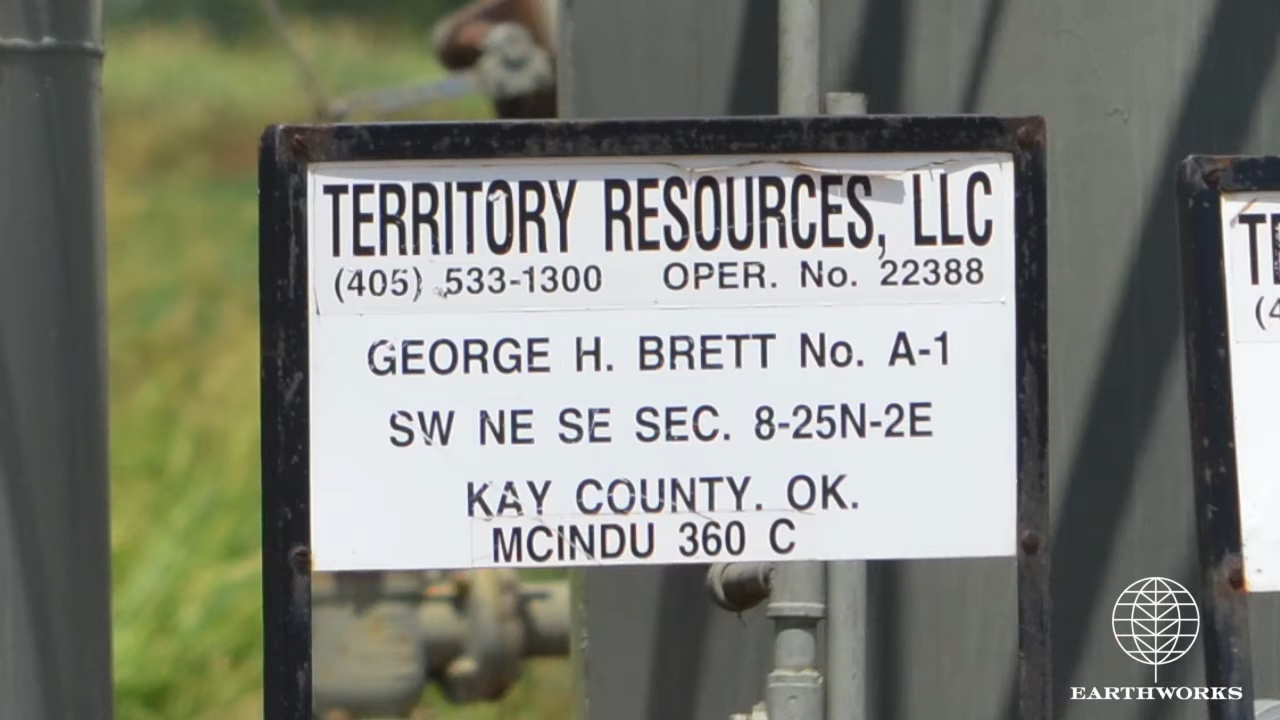 TERRITORY RESOURCES, LLC
(405) 533-1300 OPER. No. 22388
GEORGE H. BRETT No. A-1
SW NE SE SEC. 8-25N-2E
KAY COUNTY. OK.
MCINDU 360 C
EARTHWORKS